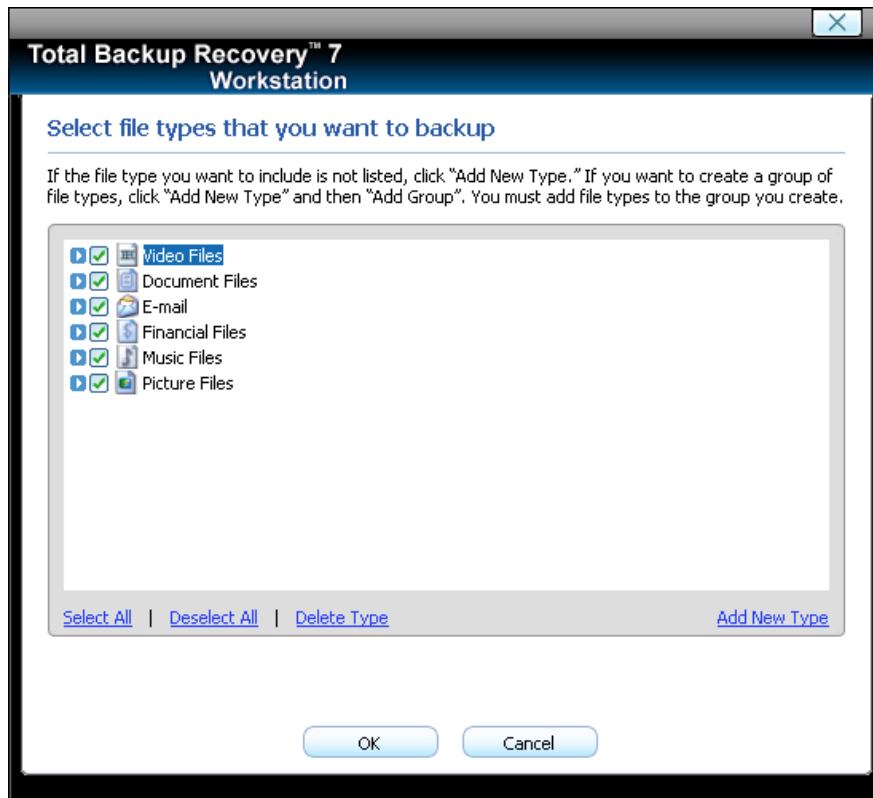 Total Backup Recovery™ 7
Workstation
Select file types that you want to backup
If the file type you want to include is not listed, click “Add New Type.” If you want to create a group of
file types, click “Add New Type” and then “Add Group”. You must add file types to the group you create.
Video Files
Document Files
E-mail
Financial Files
Music Files
Picture Files
Select All | Deselect All | Delete Type Add New Type
OK Cancel